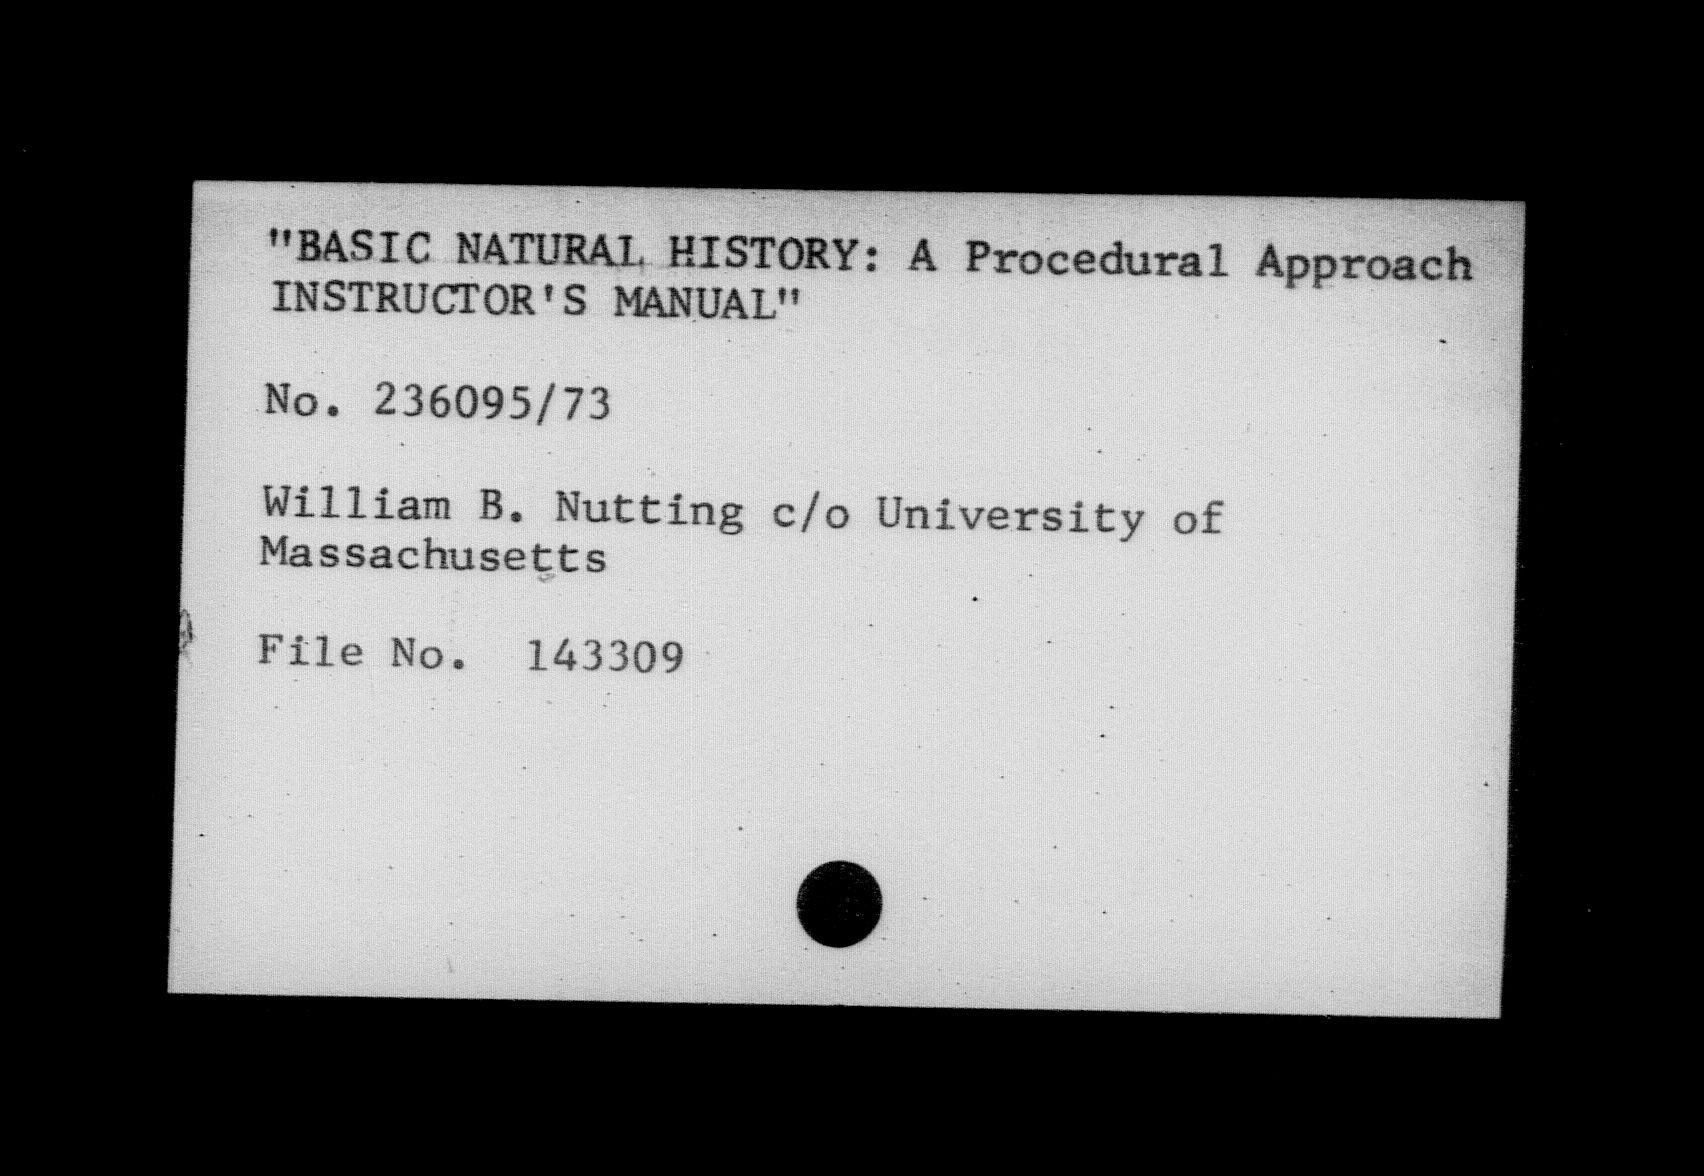 "BASIC NATURAL HISTORY: A Procedural Approach
INSTRUCTOR'S MANUAL"
No. 236095/73
William B. Nutting c/o University of
Massachusetts
File No. 143309